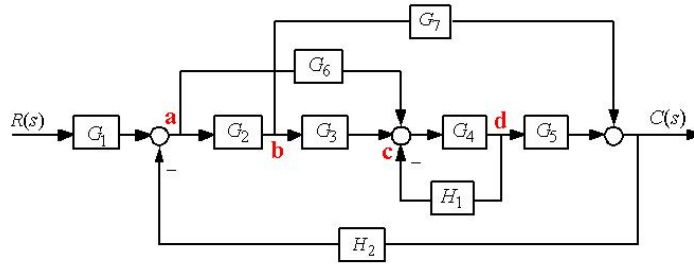 G₇
G₆
R(s) G₁ a G₂ b G₃ c G₄ d G₅ C(s)
− −
H₁
−
H₂